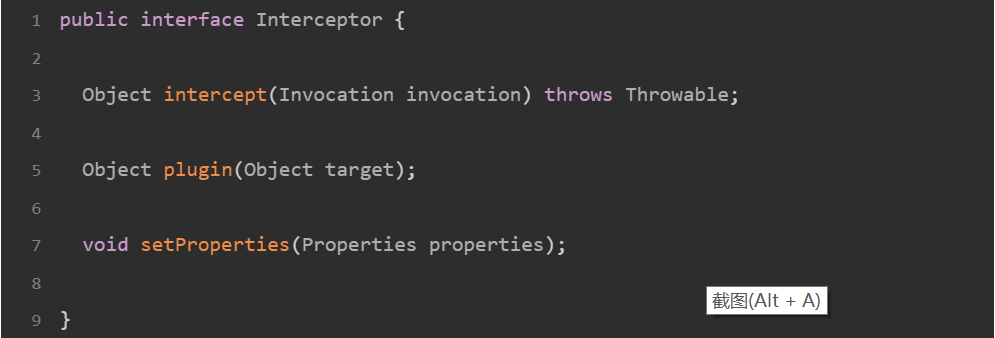 1 public interface Interceptor {
2
3 Object intercept(Invocation invocation) throws Throwable;
4
5 Object plugin(Object target);
6
7 void setProperties(Properties properties);
8
截图(Alt + A)
9 }